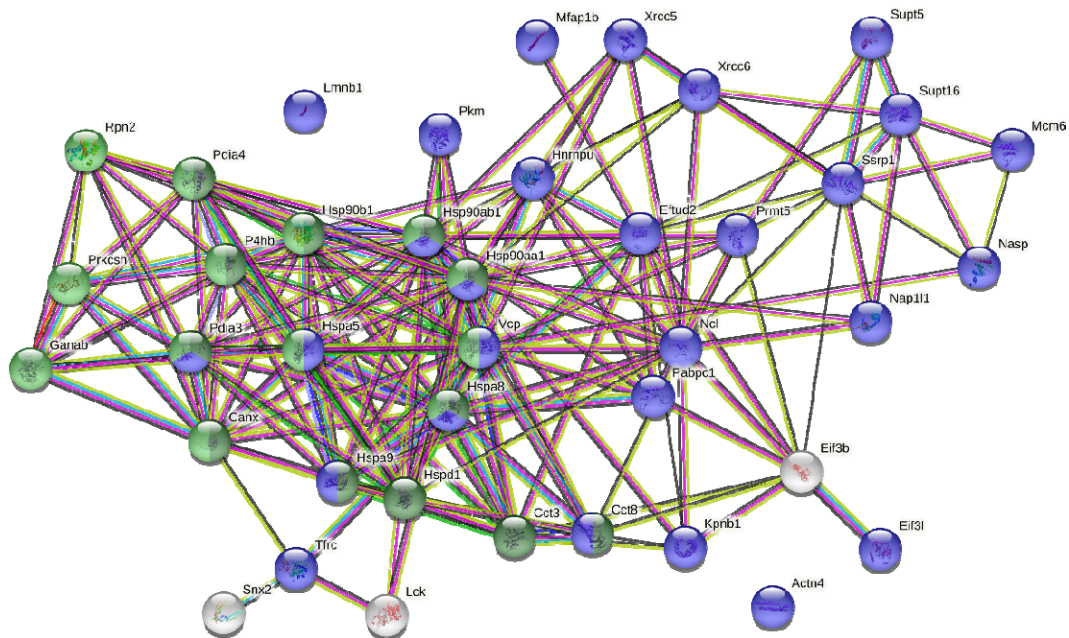 Mfap1b
Xrcc5
Supt5
Lmnb1
Xrcc6
Pkm
Supt16
Mcm6
Rpn2
Pdia4
Hnrnpu
Ssrp1
Hsp90b1
Hsp90ab1
Eftud2
Prmt5
P4hb
Hsp90aa1
Nasp
Prkcsh
Nap1l1
Pdia3
Hspa5
Vcp
Ncl
Ganab
Pabpc1
Hspa8
Canx
Eif3b
Hspa9
Hspd1
Cct3
Cct8
Kpnb1
Eif3l
Tfrc
Snx2
Lck
Actn4